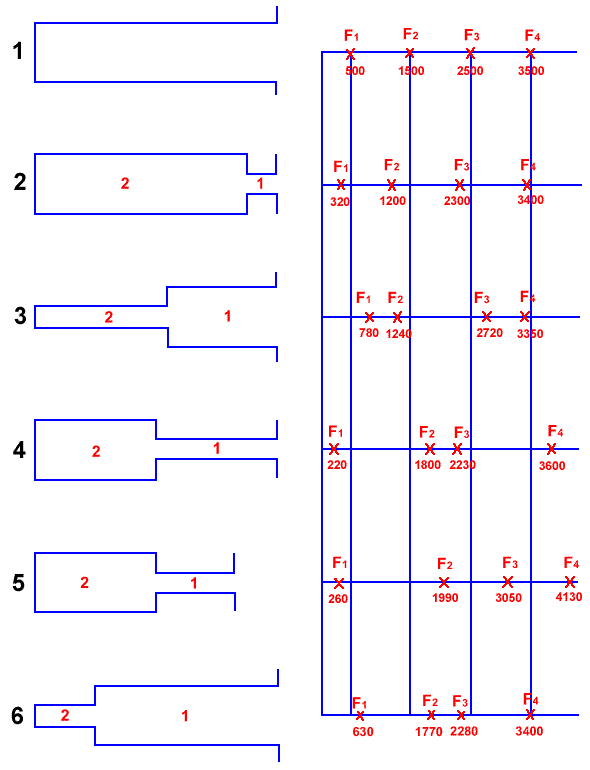 F1 F2 F3 F4
1
500 1500 2500 3500
F1 F2 F3 F4
2 2 1
320 1200 2300 3400
F1 F2 F3 F4
3 2 1
780 1240 2720 3350
F1 F2 F3 F4
4 2 1
220 1800 2230 3600
F1 F2 F3 F4
5 2 1
260 1990 3050 4130
F1 F2 F3 F4
6 2 1
630 1770 2280 3400